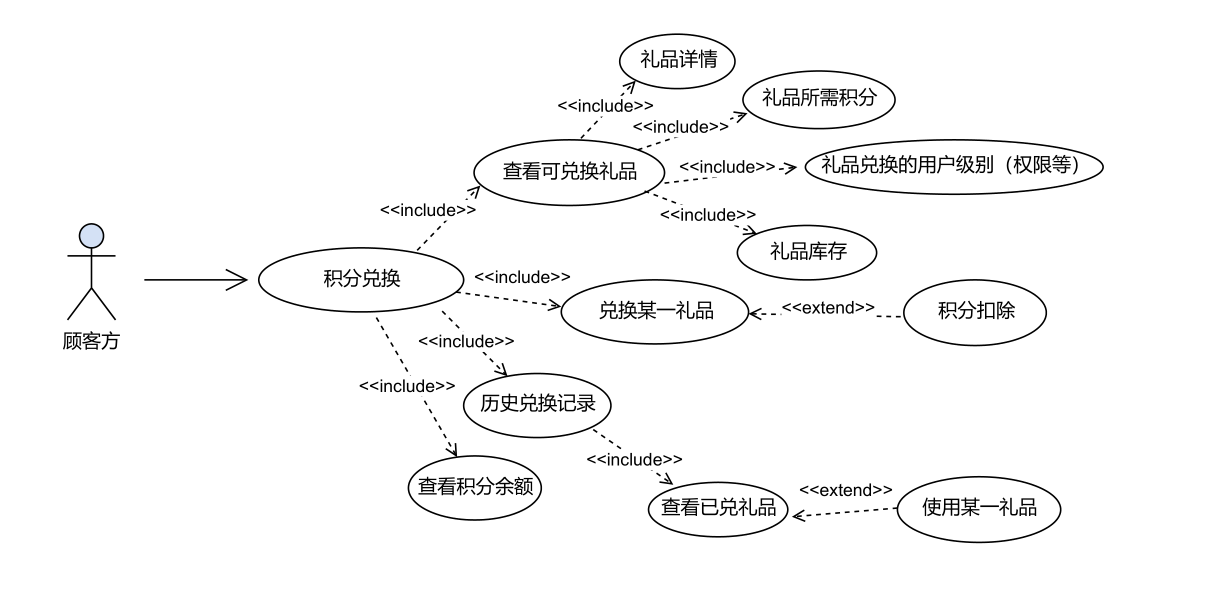 礼品详情
<<include>>
礼品所需积分
<<include>>
查看可兑换礼品
<<include>>
礼品兑换的用户级别（权限等）
<<include>>
<<include>>
礼品库存
积分兑换
<<include>>
兑换某一礼品
<<extend>>
积分扣除
顾客方
<<include>>
<<include>>
历史兑换记录
<<include>>
查看积分余额
查看已兑礼品
<<extend>>
使用某一礼品